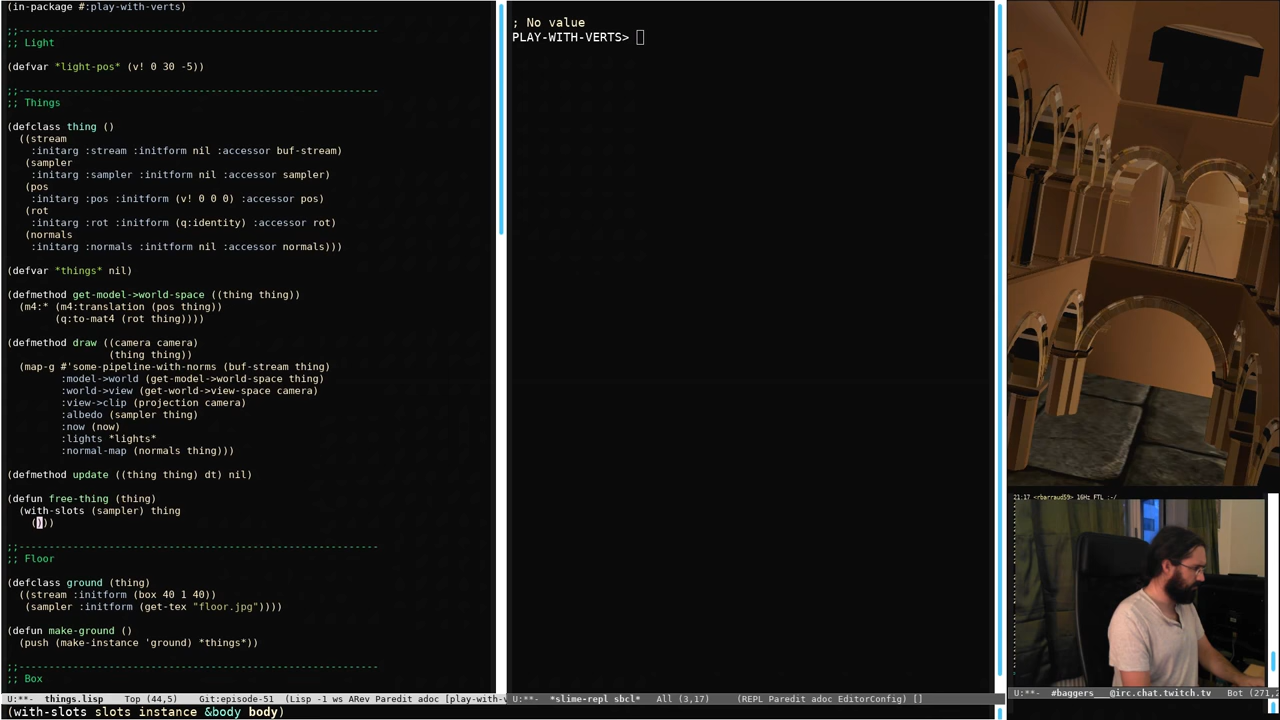 (in-package #:play-with-verts)
;;--------------------------------------------------------------
;; Light
(defvar *light-pos* (v! 0 30 -5))
;;--------------------------------------------------------------
;; Things
(defclass thing ()
  ((stream
    :initarg :stream :initform nil :accessor buf-stream)
   (sampler
    :initarg :sampler :initform nil :accessor sampler)
   (pos
    :initarg :pos :initform (v! 0 0 0) :accessor pos)
   (rot
    :initarg :rot :initform (q:identity) :accessor rot)
   (normals
    :initarg :normals :initform nil :accessor normals)))
(defvar *things* nil)
(defmethod get-model->world-space ((thing thing))
  (m4:* (m4:translation (pos thing))
        (q:to-mat4 (rot thing))))
(defmethod draw ((camera camera)
                 (thing thing))
  (map-g #'some-pipeline-with-norms (buf-stream thing)
         :model->world (get-model->world-space thing)
         :world->view (get-world->view-space camera)
         :view->clip (projection camera)
         :albedo (sampler thing)
         :now (now)
         :lights *lights*
         :normal-map (normals thing)))
(defmethod update ((thing thing) dt) nil)
(defun free-thing (thing)
  (with-slots (sampler) thing
    ()))
;;--------------------------------------------------------------
;; Floor
(defclass ground (thing)
  ((stream :initform (box 40 1 40))
   (sampler :initform (get-tex "floor.jpg"))))
(defun make-ground ()
  (push (make-instance 'ground) *things*))
;;--------------------------------------------------------------
;; Box
U:**-  things.lisp    Top (44,5)    Git:episode-51  (Lisp -1 ws ARev Paredit adoc [play-with-v
(with-slots slots instance &body body)
; No value
PLAY-WITH-VERTS>
U:**-  *slime-repl sbcl*   All (3,17)    (REPL Paredit adoc EditorConfig) []
21:17 <rbarraud59> 16Hz FTL :-/
U:**-  #baggers___@irc.chat.twitch.tv   Bot (271,2